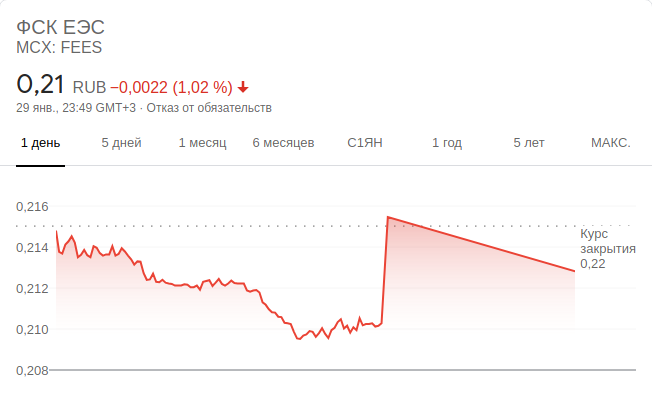 ФСК ЕЭС
MCX: FEES
0,21 RUB −0,0022 (1,02 %) ↓
29 янв., 23:49 GMT+3 · Отказ от обязательств
1 день 5 дней 1 месяц 6 месяцев С1ЯН 1 год 5 лет МАКС.
0,216
Курс
закрытия
0,22
0,214
0,212
0,210
0,208